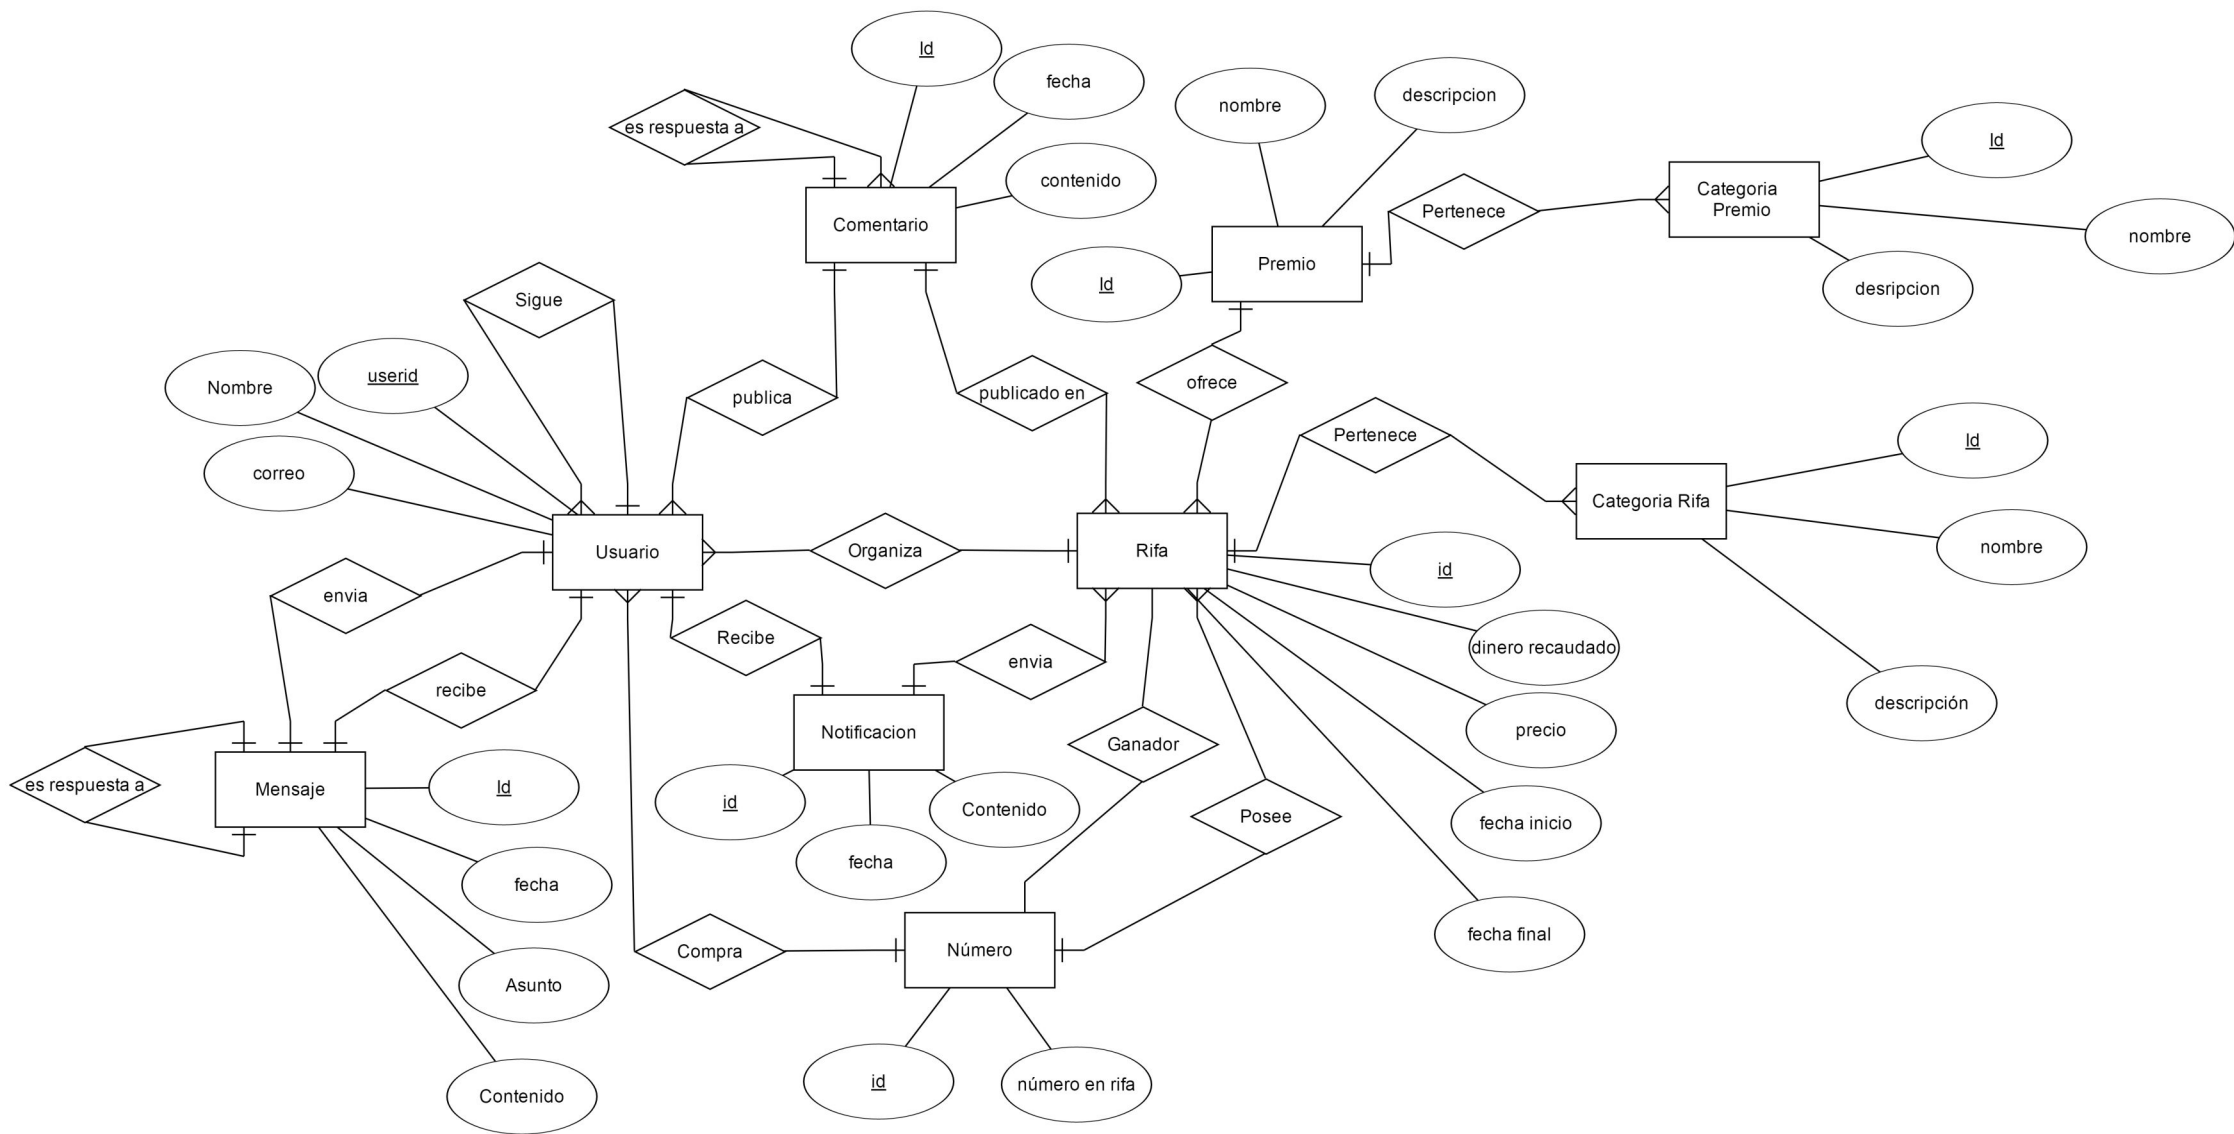 Id
fecha
descripcion
nombre
es respuesta a
Id
contenido
Categoria
Premio
Pertenece
Comentario
nombre
Premio
Id
desripcion
Sigue
userid
Nombre
ofrece
publica
publicado en
Pertenece
Id
correo
Categoria Rifa
Usuario
Organiza
Rifa
nombre
id
envia
Recibe
envia
dinero recaudado
recibe
descripción
Notificacion
Ganador
precio
es respuesta a
Mensaje
Id
id
Contenido
Posee
fecha inicio
fecha
fecha
fecha final
Compra
Número
Asunto
Contenido
id
número en rifa